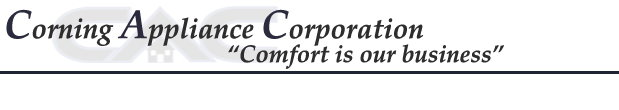 Corning Appliance Corporation
“Comfort is our business”